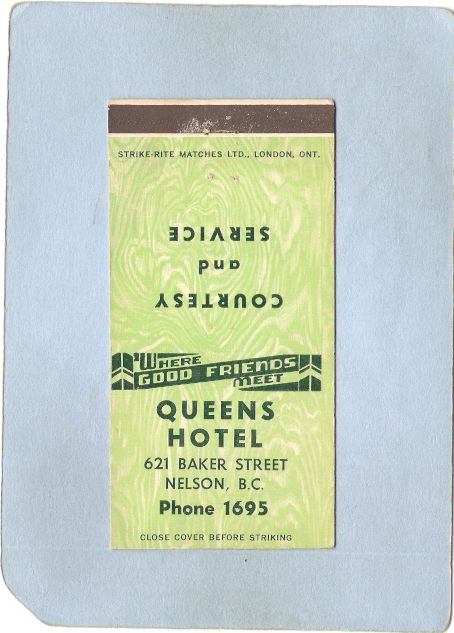 STRIKE-RITE MATCHES LTD., LONDON, ONT.
COURTESY
and
SERVICE
"WHERE
GOOD FRIENDS
MEET
QUEENS
HOTEL
621 BAKER STREET
NELSON, B.C.
Phone 1695
CLOSE COVER BEFORE STRIKING